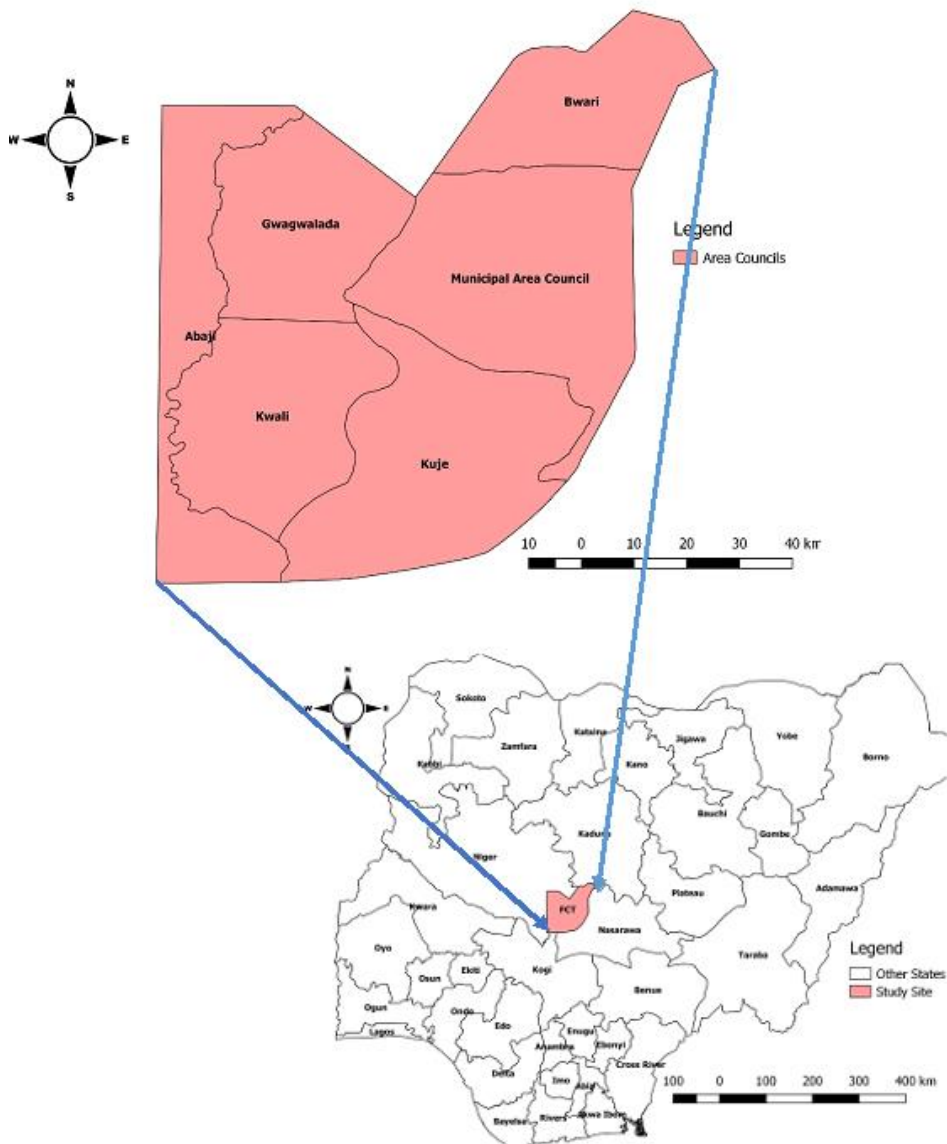 N
W E
S
Bwari
Gwagwalada
Municipal Area Council
Legend
Area Councils
Abaji
Kwali
Kuje
10 0 10 20 30 40 km
N
W E
Sokoto
Zamfara
Katsina
Kano
Jigawa
Yobe
Borno
Kebbi
Bauchi
Gombe
Kaduna
Niger
Plateau
Adamawa
FCT
Kwara
Nasarawa
Taraba
Oyo
Osun
Ekiti
Kogi
Benue
Legend
Other States
Study Site
Ogun
Ondo
Edo
Lagos
Enugu
Anambra
Ebonyi
Cross River
Delta
Imo
Abia
Bayelsa
Rivers
Akwa Ibom
100 0 100 200 300 400 km